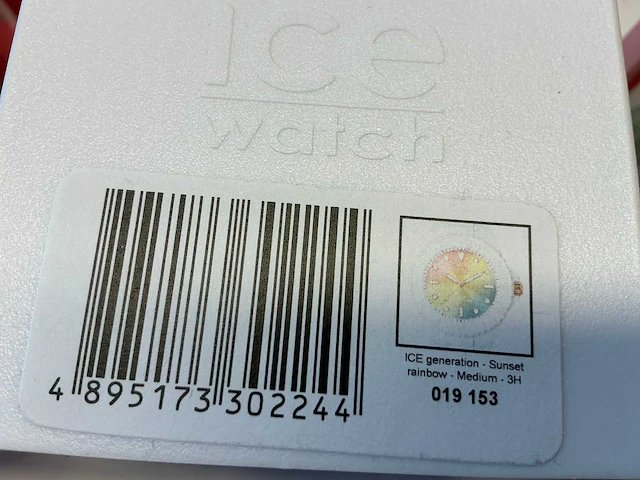 ice
watch
4 895173 302244
ICE generation - Sunset
rainbow - Medium - 3H
019 153